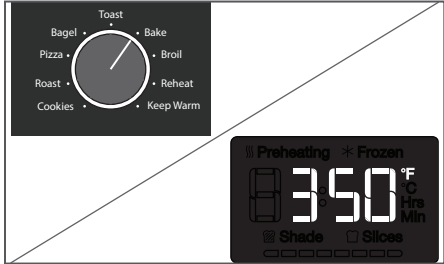 Toast
Bagel Bake
Pizza Broil
Roast Reheat
Cookies Keep Warm
Preheating Frozen
350 °F
°C
Hrs
Min
Shade Slices